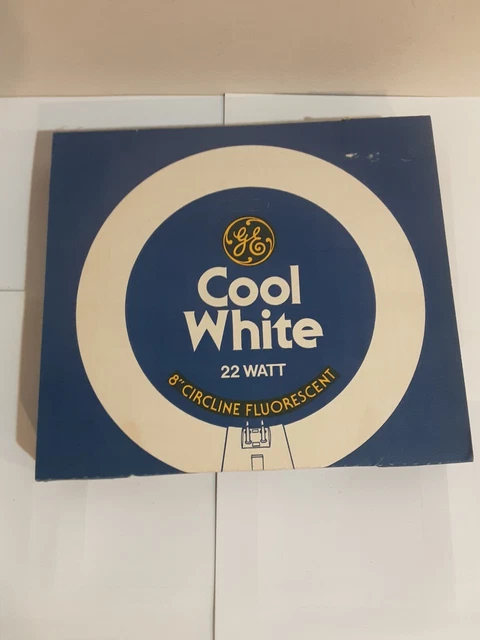 GE
Cool
White
22 WATT
8" CIRCLINE FLUORESCENT